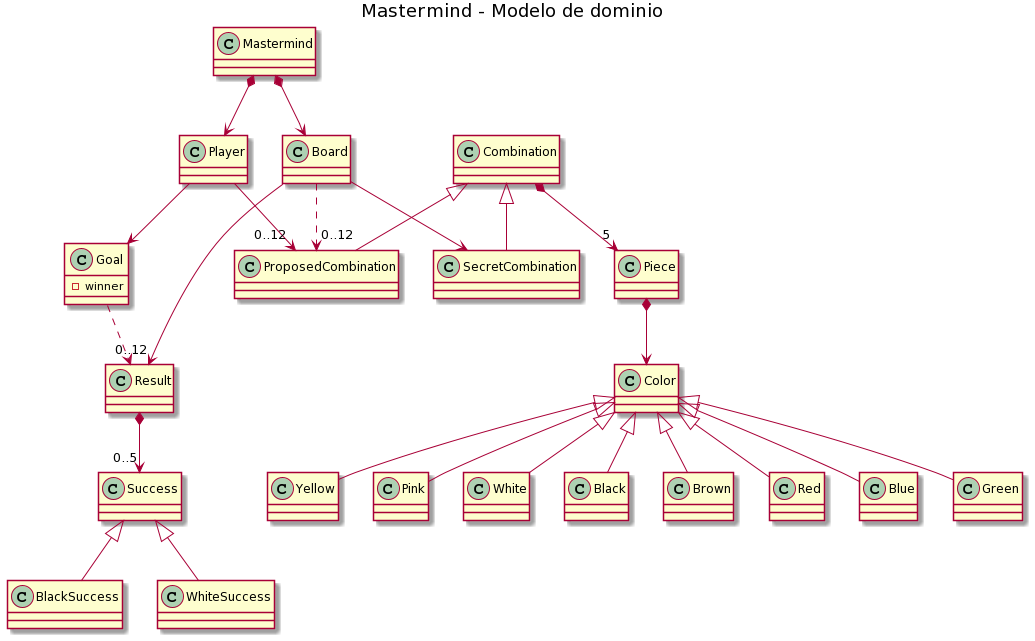 Mastermind - Modelo de dominio
C Mastermind
C Player
C Board
C Combination
0..12
0..12
5
C Goal
winner
C ProposedCombination
C SecretCombination
C Piece
0..12
C Result
C Color
0..5
C Success
C Yellow
C Pink
C White
C Black
C Brown
C Red
C Blue
C Green
C BlackSuccess
C WhiteSuccess